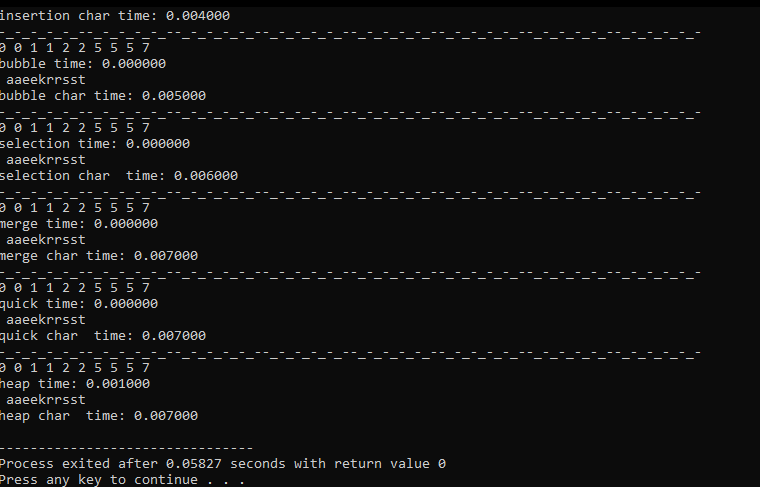 insertion char time: 0.004000
-_-_-_-_-_--_-_-_-_-_--_-_-_-_-_--_-_-_-_-_--_-_-_-_-_--_-_-_-_-_--_-_-_-_-_--_-_-_-_-_-
0 0 1 1 2 2 5 5 5 7
bubble time: 0.000000
 aaeekrrsst
bubble char time: 0.005000
-_-_-_-_-_--_-_-_-_-_--_-_-_-_-_--_-_-_-_-_--_-_-_-_-_--_-_-_-_-_--_-_-_-_-_--_-_-_-_-_-
0 0 1 1 2 2 5 5 5 7
selection time: 0.000000
 aaeekrrsst
selection char  time: 0.006000
-_-_-_-_-_--_-_-_-_-_--_-_-_-_-_--_-_-_-_-_--_-_-_-_-_--_-_-_-_-_--_-_-_-_-_--_-_-_-_-_-
0 0 1 1 2 2 5 5 5 7
merge time: 0.000000
 aaeekrrsst
merge char time: 0.007000
-_-_-_-_-_--_-_-_-_-_--_-_-_-_-_--_-_-_-_-_--_-_-_-_-_--_-_-_-_-_--_-_-_-_-_--_-_-_-_-_-
0 0 1 1 2 2 5 5 5 7
quick time: 0.000000
 aaeekrrsst
quick char  time: 0.007000
-_-_-_-_-_--_-_-_-_-_--_-_-_-_-_--_-_-_-_-_--_-_-_-_-_--_-_-_-_-_--_-_-_-_-_--_-_-_-_-_-
0 0 1 1 2 2 5 5 5 7
heap time: 0.001000
 aaeekrrsst
heap char  time: 0.007000
--------------------------------
Process exited after 0.05827 seconds with return value 0
Press any key to continue . . .